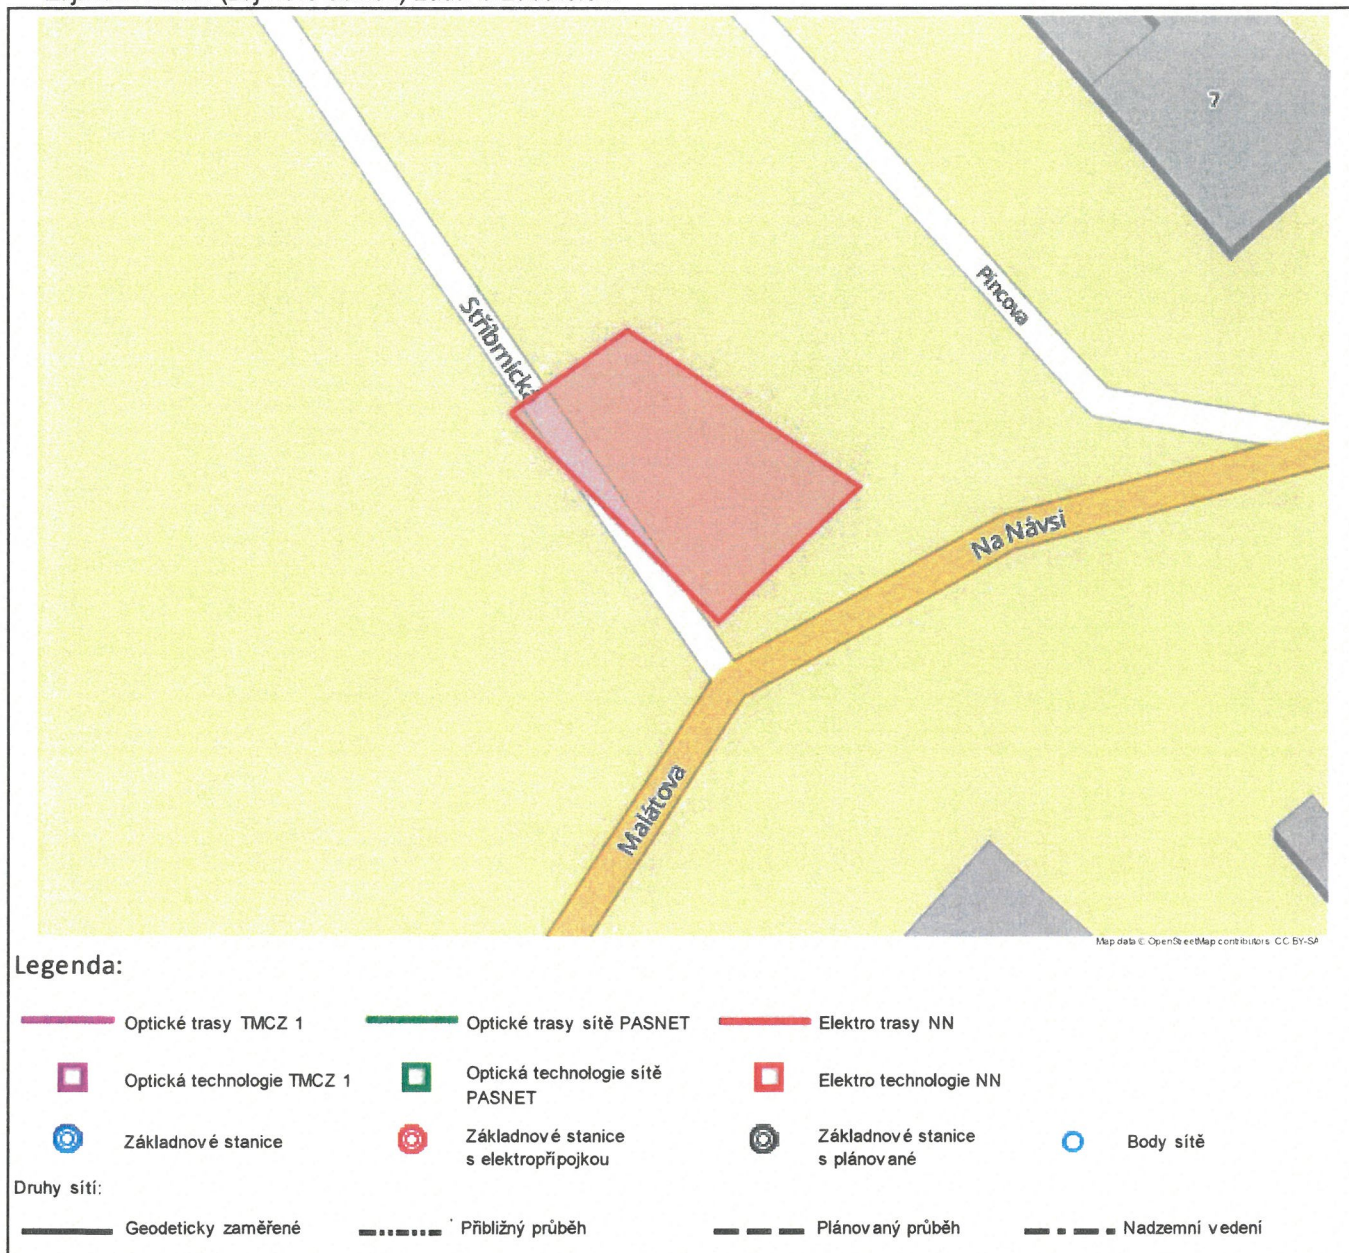 7
Pincova
Stříbrnická
Na Návsi
Malátova
Map data © OpenStreetMap contributors CC BY-SA
Legenda:
Optické trasy TMCZ 1
Optické trasy sítě PASNET
Elektro trasy NN
Optická technologie TMCZ 1
Optická technologie sítě
PASNET
Elektro technologie NN
Základnové stanice
Základnové stanice
s elektropřípojkou
Základnové stanice
s plánované
Body sítě
Druhy sítí:
Geodeticky zaměřené
Přibližný průběh
Plánovaný průběh
Nadzemní vedení